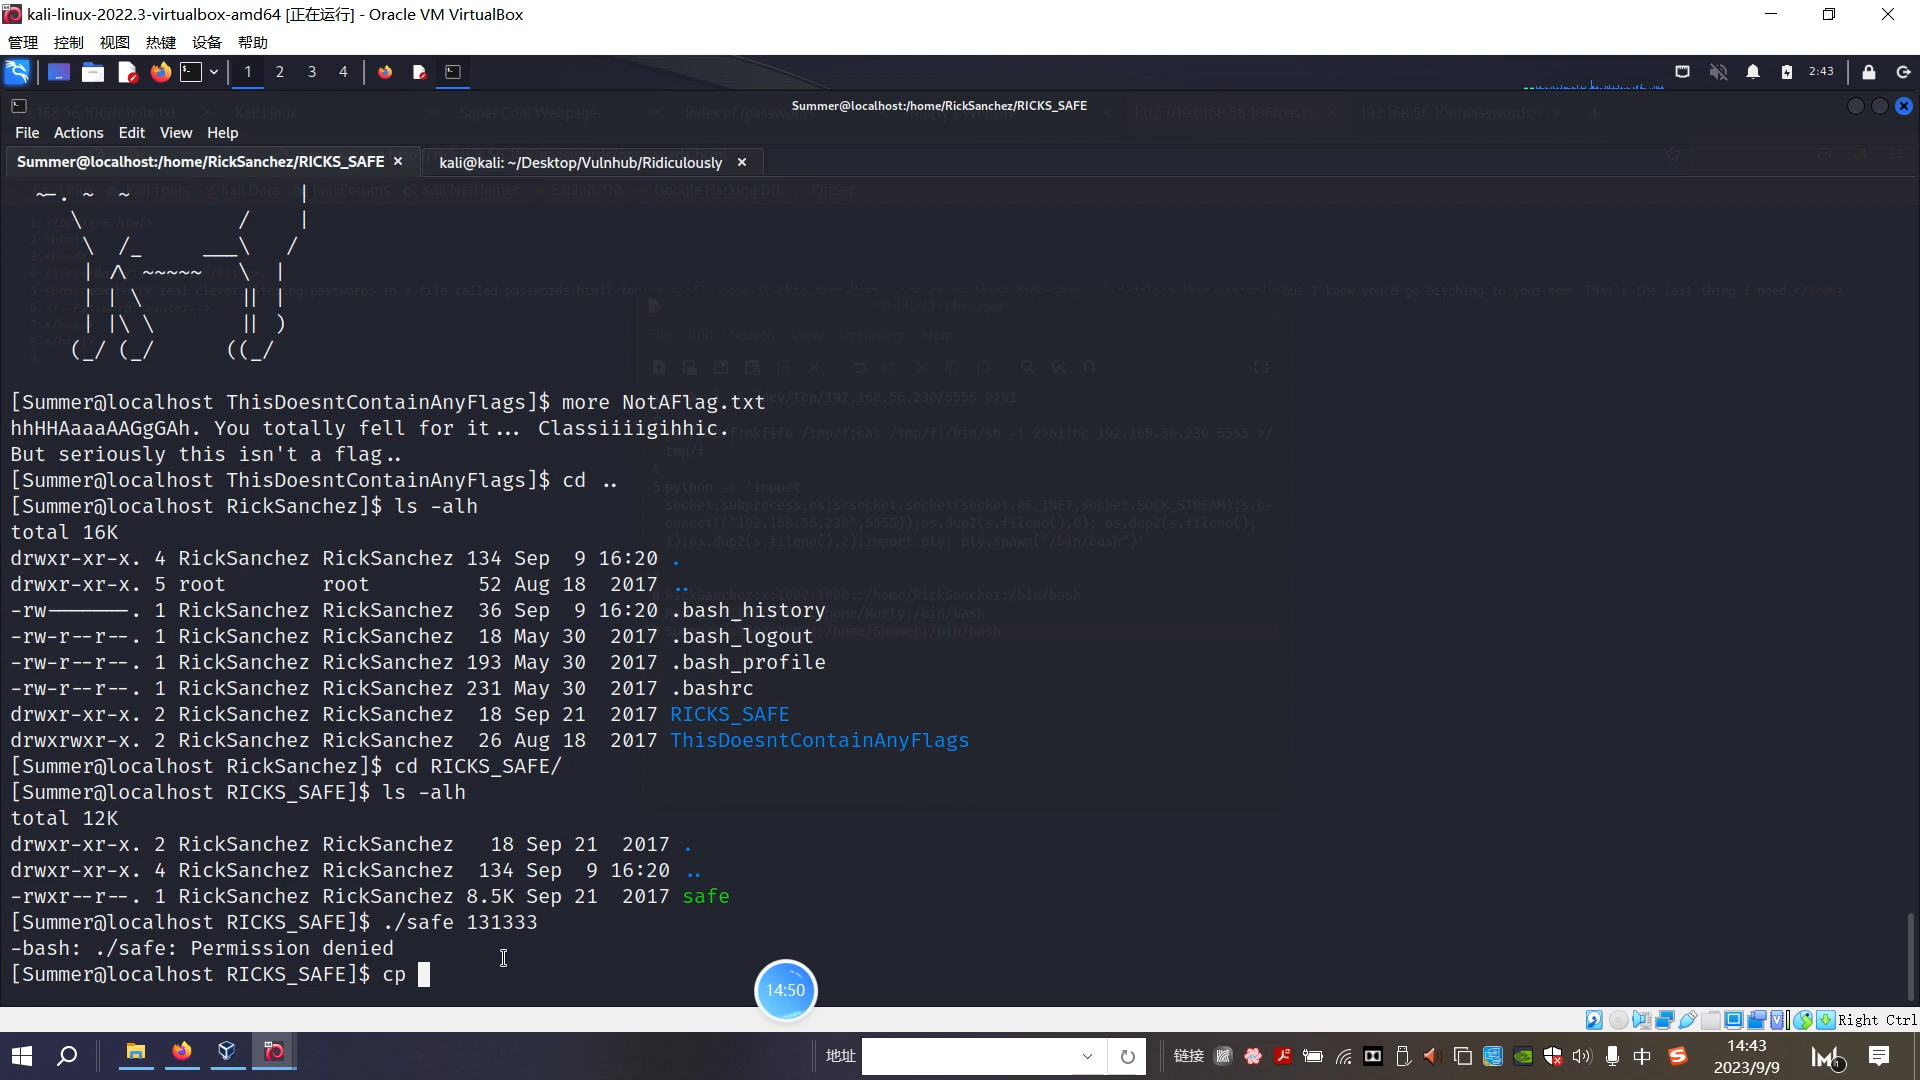 kali-linux-2022.3-virtualbox-amd64 [正在运行] - Oracle VM VirtualBox
管理 控制 视图 热键 设备 帮助
1 2 3 4 2:43
Summer@localhost:/home/RickSanchez/RICKS_SAFE
File Actions Edit View Help
Summer@localhost:/home/RickSanchez/RICKS_SAFE kali@kali: ~/Desktop/Vulnhub/Ridiculously
[Summer@localhost ThisDoesntContainAnyFlags]$ more NotAFlag.txt
hhHHAaaaAAGgGAh. You totally fell for it... Classiiiigihhic.
But seriously this isn't a flag..
[Summer@localhost ThisDoesntContainAnyFlags]$ cd ..
[Summer@localhost RickSanchez]$ ls -alh
total 16K
drwxr-xr-x. 4 RickSanchez RickSanchez 134 Sep 9 16:20 .
drwxr-xr-x. 5 root root 52 Aug 18 2017 ..
-rw-------. 1 RickSanchez RickSanchez 36 Sep 9 16:20 .bash_history
-rw-r--r--. 1 RickSanchez RickSanchez 18 May 30 2017 .bash_logout
-rw-r--r--. 1 RickSanchez RickSanchez 193 May 30 2017 .bash_profile
-rw-r--r--. 1 RickSanchez RickSanchez 231 May 30 2017 .bashrc
drwxr-xr-x. 2 RickSanchez RickSanchez 18 Sep 21 2017 RICKS_SAFE
drwxrwxr-x. 2 RickSanchez RickSanchez 26 Aug 18 2017 ThisDoesntContainAnyFlags
[Summer@localhost RickSanchez]$ cd RICKS_SAFE/
[Summer@localhost RICKS_SAFE]$ ls -alh
total 12K
drwxr-xr-x. 2 RickSanchez RickSanchez 18 Sep 21 2017 .
drwxr-xr-x. 4 RickSanchez RickSanchez 134 Sep 9 16:20 ..
-rwxr--r--. 1 RickSanchez RickSanchez 8.5K Sep 21 2017 safe
[Summer@localhost RICKS_SAFE]$ ./safe 131333
-bash: ./safe: Permission denied
[Summer@localhost RICKS_SAFE]$ cp
14:50
Right Ctrl
地址 链接 中 14:43
2023/9/9